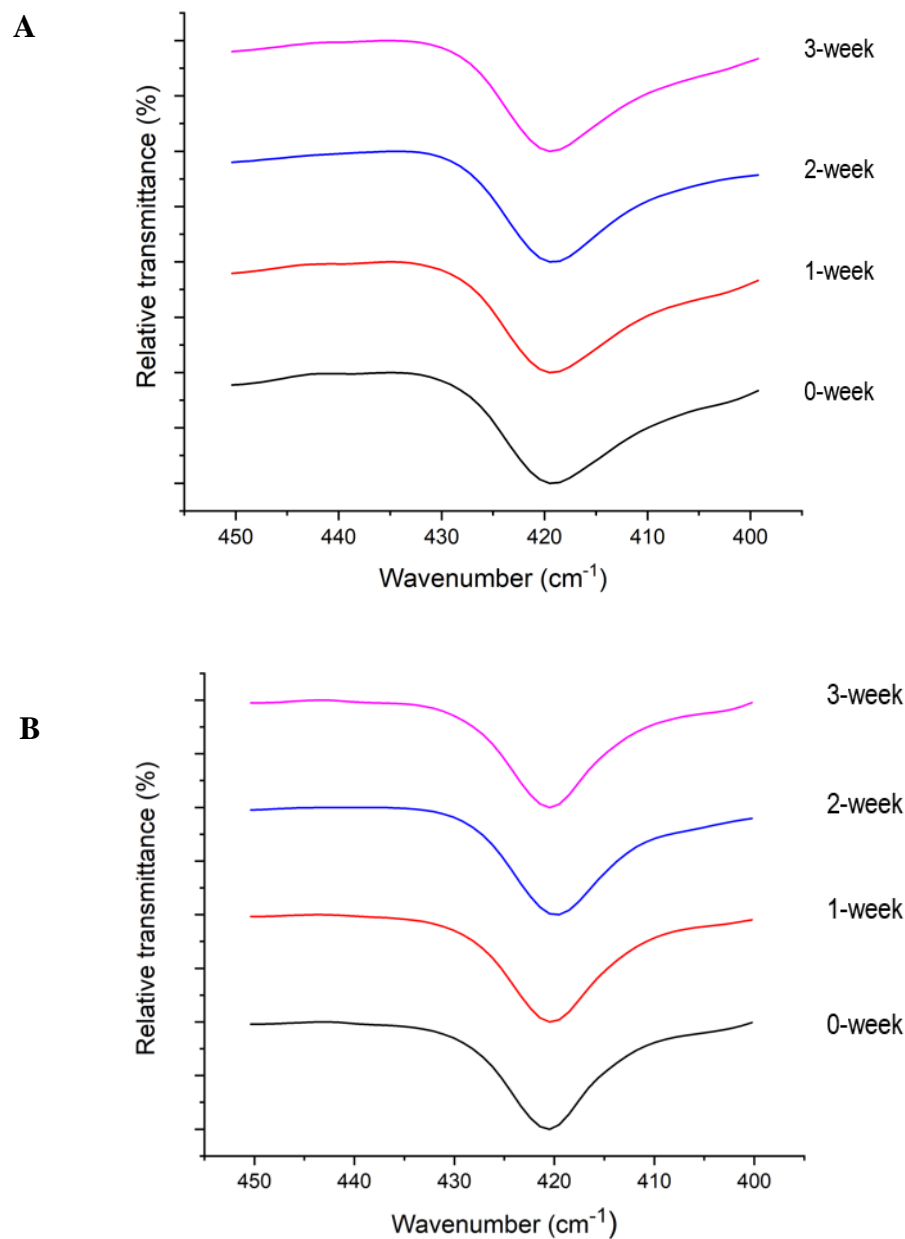 A
Relative transmittance (%)
3-week
2-week
1-week
0-week
450 440 430 420 410 400
Wavenumber (cm⁻¹)
B
Relative transmittance (%)
3-week
2-week
1-week
0-week
450 440 430 420 410 400
Wavenumber (cm⁻¹)